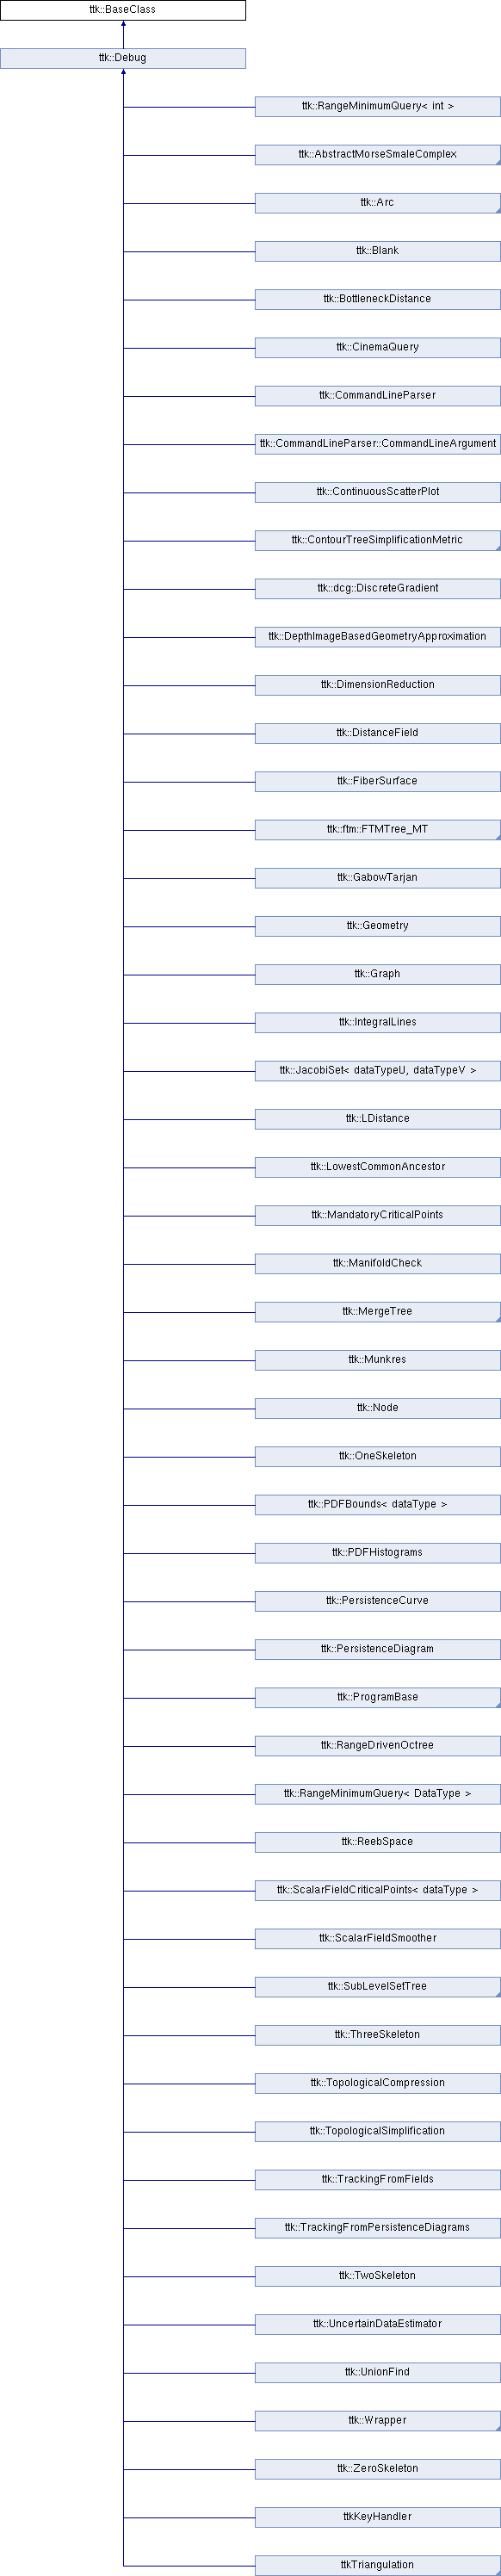 ttk::BaseClass
ttk::Debug
ttk::RangeMinimumQuery< int >
ttk::AbstractMorseSmaleComplex
ttk::Arc
ttk::Blank
ttk::BottleneckDistance
ttk::CinemaQuery
ttk::CommandLineParser
ttk::CommandLineParser::CommandLineArgument
ttk::ContinuousScatterPlot
ttk::ContourTreeSimplificationMetric
ttk::dcg::DiscreteGradient
ttk::DepthImageBasedGeometryApproximation
ttk::DimensionReduction
ttk::DistanceField
ttk::FiberSurface
ttk::ftm::FTMTree_MT
ttk::GabowTarjan
ttk::Geometry
ttk::Graph
ttk::IntegralLines
ttk::JacobiSet< dataTypeU, dataTypeV >
ttk::LDistance
ttk::LowestCommonAncestor
ttk::MandatoryCriticalPoints
ttk::ManifoldCheck
ttk::MergeTree
ttk::Munkres
ttk::Node
ttk::OneSkeleton
ttk::PDFBounds< dataType >
ttk::PDFHistograms
ttk::PersistenceCurve
ttk::PersistenceDiagram
ttk::ProgramBase
ttk::RangeDrivenOctree
ttk::RangeMinimumQuery< DataType >
ttk::ReebSpace
ttk::ScalarFieldCriticalPoints< dataType >
ttk::ScalarFieldSmoother
ttk::SubLevelSetTree
ttk::ThreeSkeleton
ttk::TopologicalCompression
ttk::TopologicalSimplification
ttk::TrackingFromFields
ttk::TrackingFromPersistenceDiagrams
ttk::TwoSkeleton
ttk::UncertainDataEstimator
ttk::UnionFind
ttk::Wrapper
ttk::ZeroSkeleton
ttkKeyHandler
ttkTriangulation